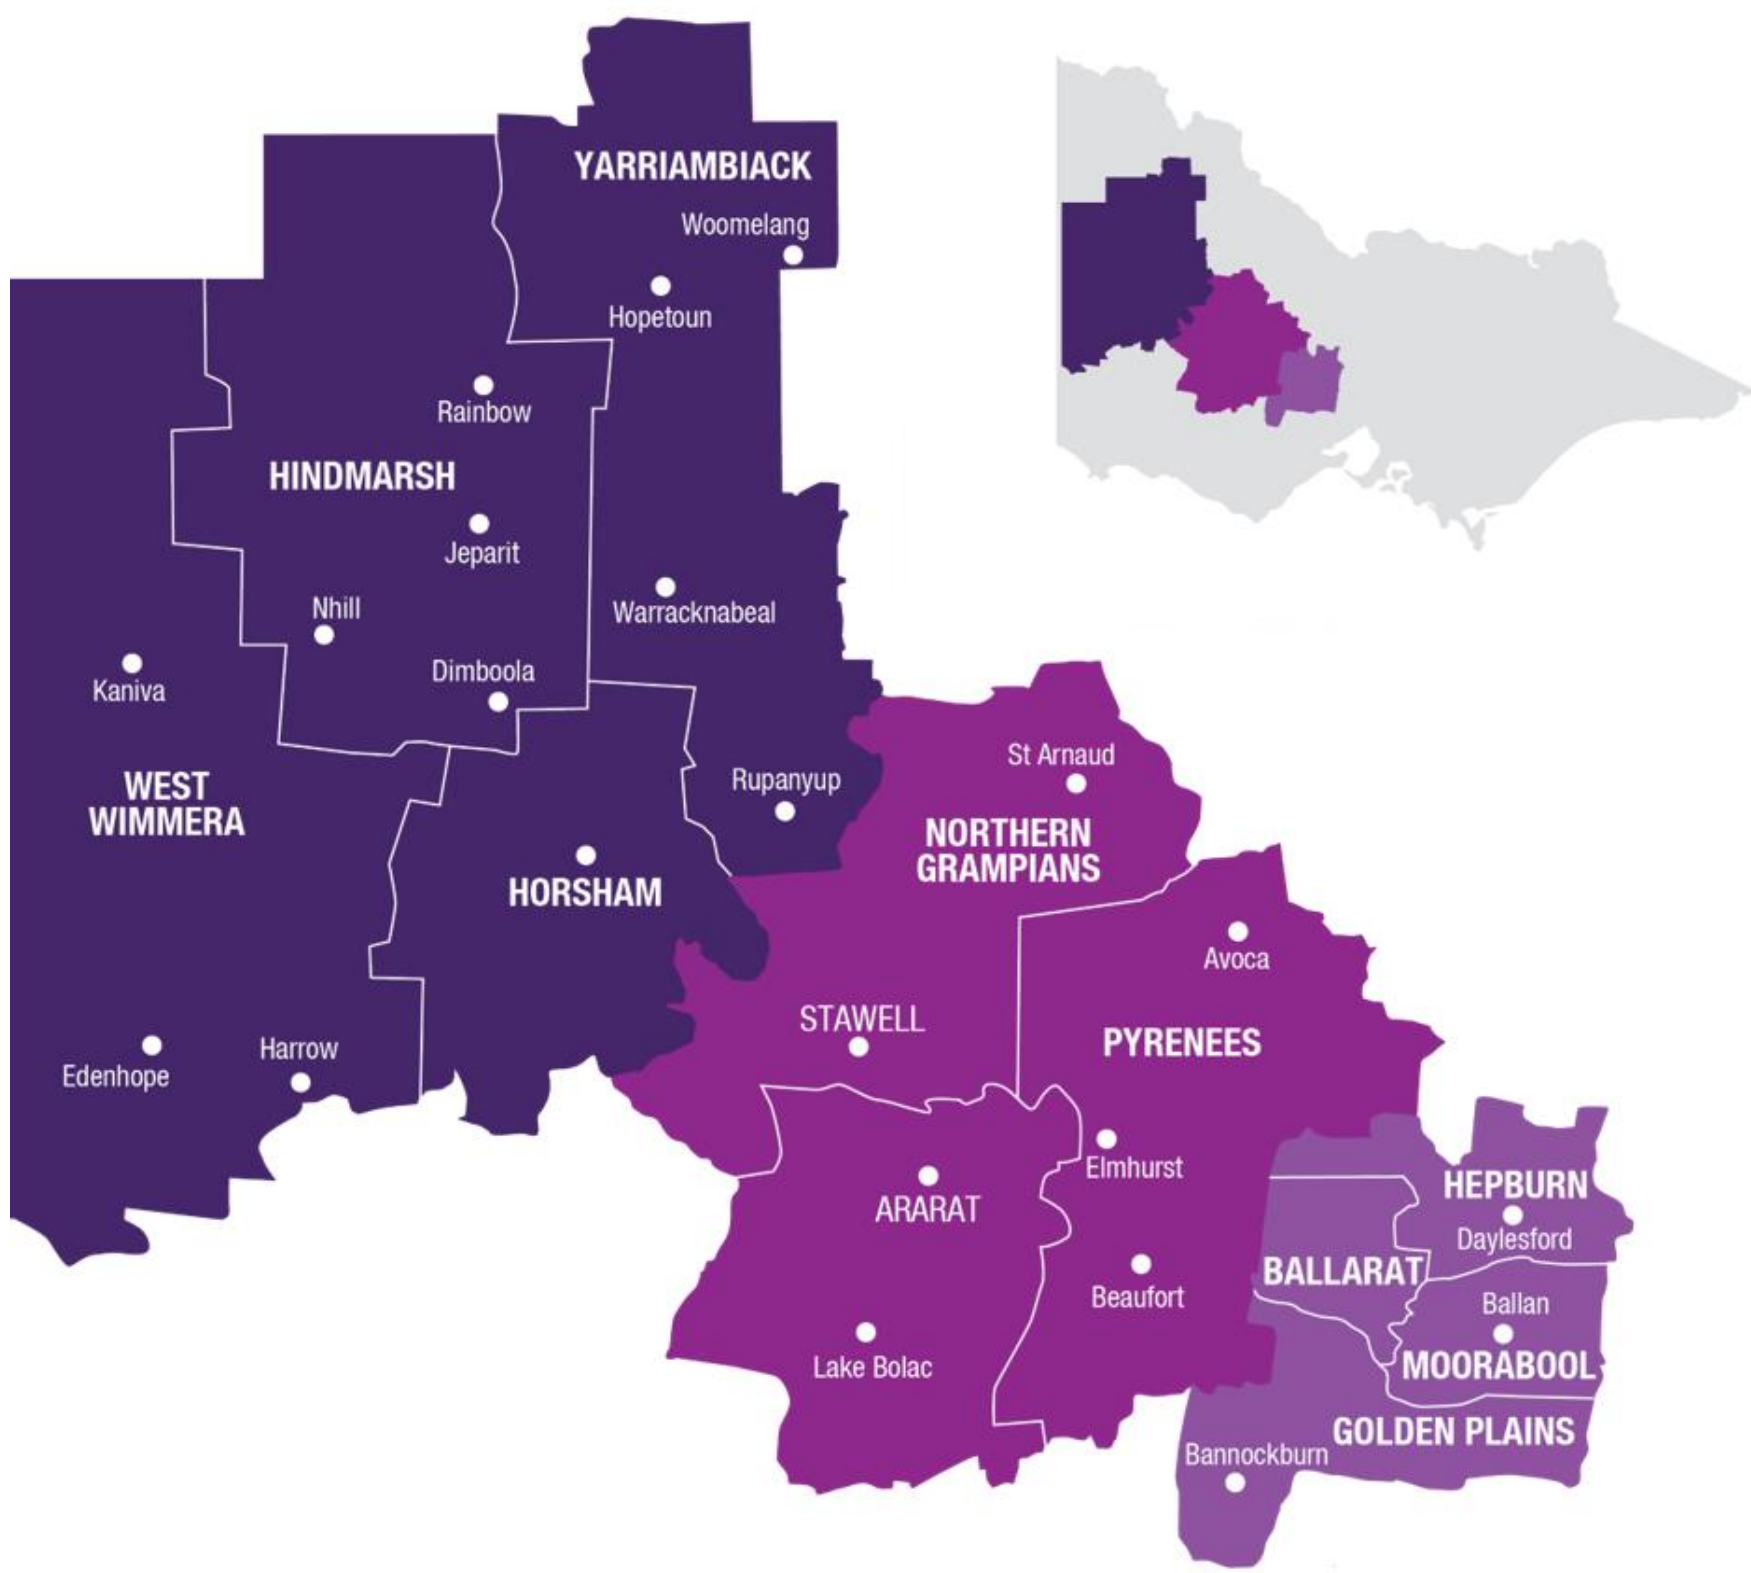 YARRIAMBIACK
Woomelang
Hopetoun
Rainbow
HINDMARSH
Jeparit
Nhill
Warracknabeal
Dimboola
Kaniva
WEST
WIMMERA
Rupanyup
HORSHAM
St Arnaud
NORTHERN
GRAMPIANS
Avoca
STAWELL
PYRENEES
Harrow
Edenhope
Elmhurst
ARARAT
HEPBURN
Daylesford
BALLARAT
Beaufort
Ballan
Lake Bolac
MOORABOOL
GOLDEN PLAINS
Bannockburn